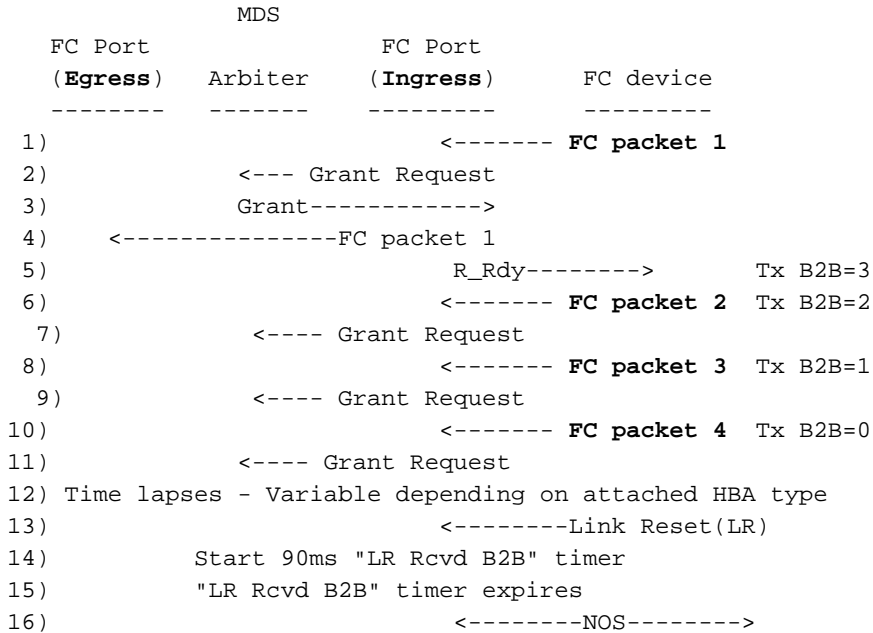 MDS
FC Port FC Port
(Egress) Arbiter (Ingress) FC device
-------- ------- --------- ---------
1) <------- FC packet 1
2) <--- Grant Request
3) Grant------------>
4) <---------------FC packet 1
5) R_Rdy--------> Tx B2B=3
6) <------- FC packet 2 Tx B2B=2
7) <---- Grant Request
8) <------- FC packet 3 Tx B2B=1
9) <---- Grant Request
10) <------- FC packet 4 Tx B2B=0
11) <---- Grant Request
12) Time lapses - Variable depending on attached HBA type
13) <--------Link Reset(LR)
14) Start 90ms "LR Rcvd B2B" timer
15) "LR Rcvd B2B" timer expires
16) <--------NOS-------->